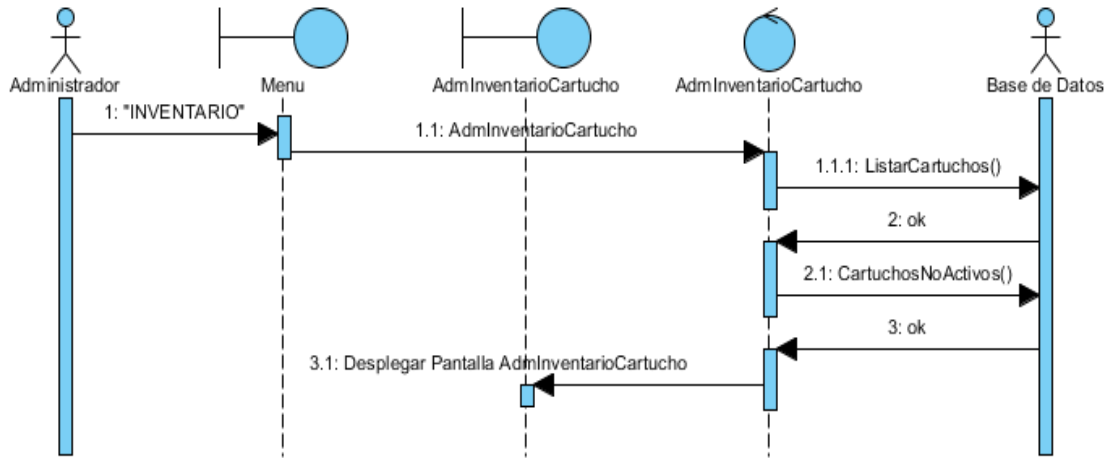 Administrador
Menu
AdmInventarioCartucho
AdmInventarioCartucho
Base de Datos
1: "INVENTARIO"
1.1: AdmInventarioCartucho
1.1.1: ListarCartuchos()
2: ok
2.1: CartuchosNoActivos()
3: ok
3.1: Desplegar Pantalla AdmInventarioCartucho